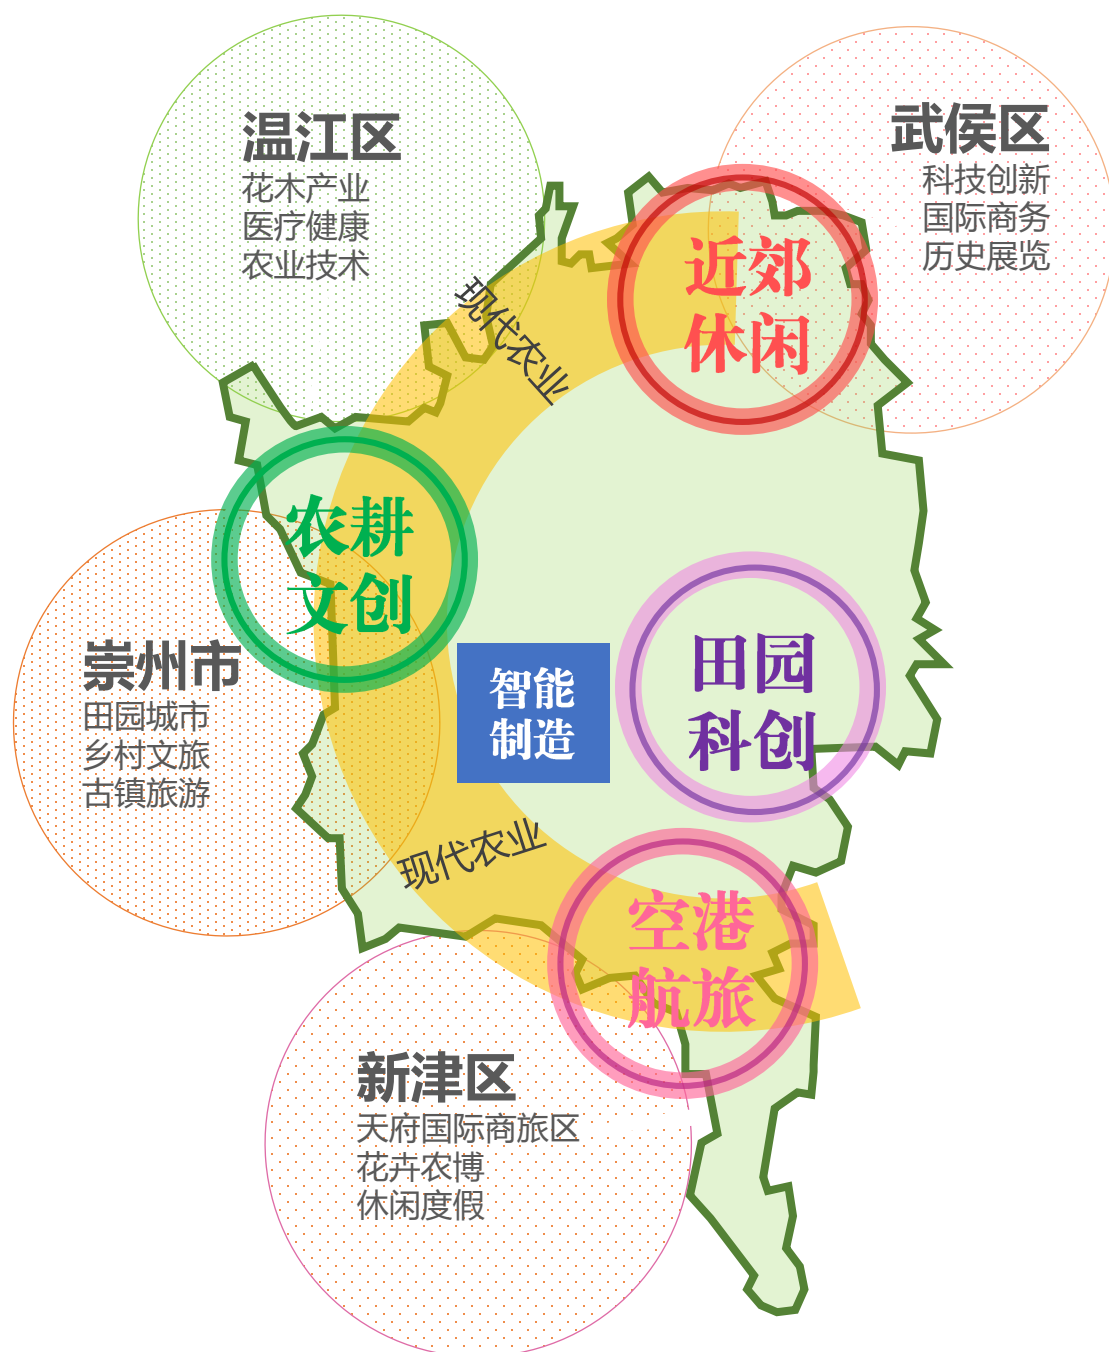 温江区
花木产业
医疗健康
农业技术
武侯区
科技创新
国际商务
历史展览
近郊
休闲
现代农业
农耕
文创
崇州市
田园城市
乡村文旅
古镇旅游
智能
制造
田园
科创
现代农业
空港
航旅
新津区
天府国际商旅区
花卉农博
休闲度假